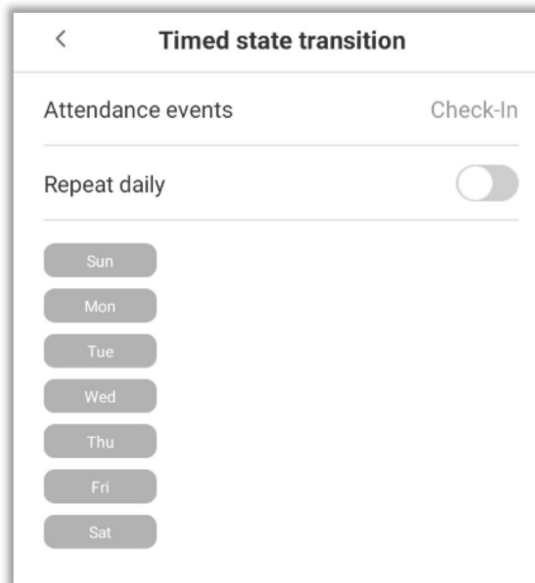 Timed state transition
Attendance events Check-In
Repeat daily
Sun
Mon
Tue
Wed
Thu
Fri
Sat